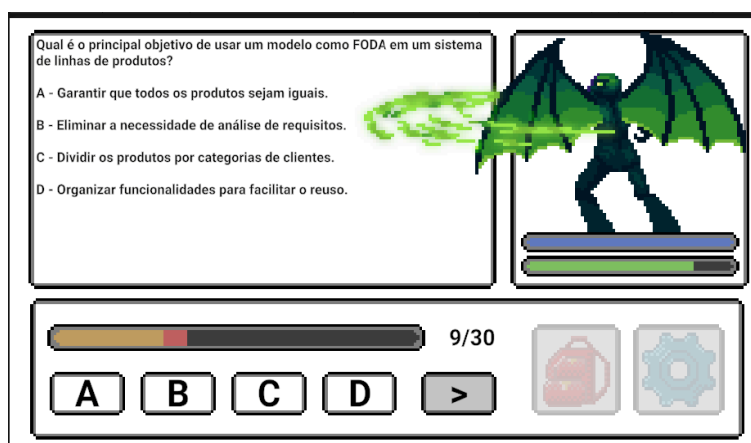 Qual é o principal objetivo de usar um modelo como FODA em um sistema
de linhas de produtos?
A - Garantir que todos os produtos sejam iguais.
B - Eliminar a necessidade de análise de requisitos.
C - Dividir os produtos por categorias de clientes.
D - Organizar funcionalidades para facilitar o reuso.
9/30
A B C D >